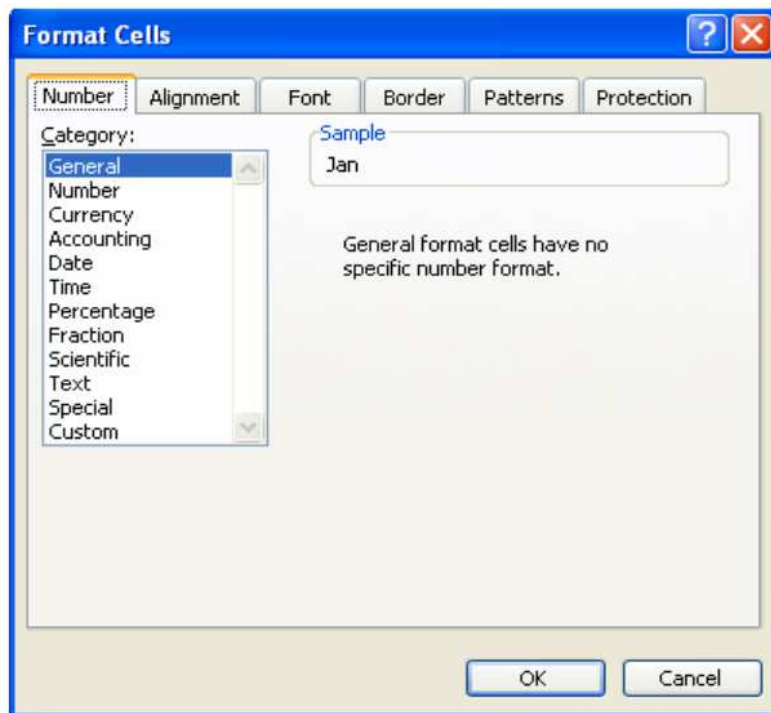 Format Cells
?
Number Alignment Font Border Patterns Protection
Category:
General
Number
Currency
Accounting
Date
Time
Percentage
Fraction
Scientific
Text
Special
Custom
Sample
Jan
General format cells have no
specific number format.
OK Cancel